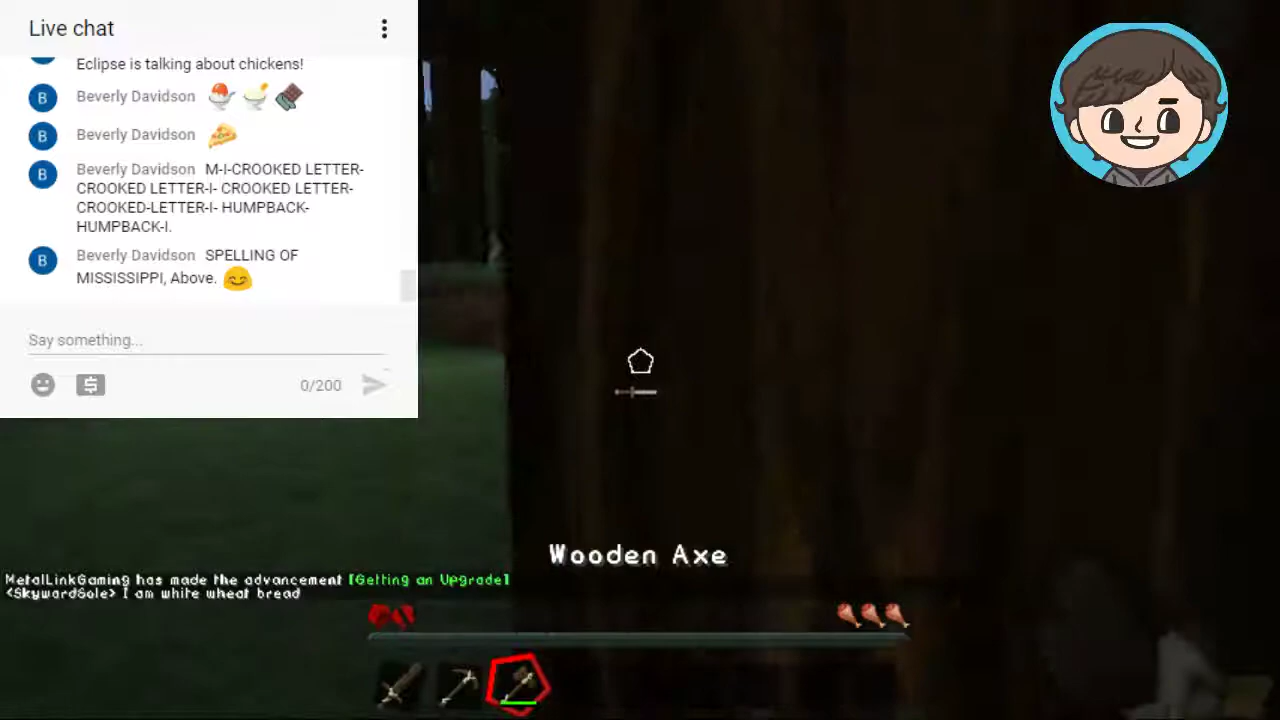 Live chat
Eclipse is talking about chickens!
B Beverly Davidson
B Beverly Davidson
B Beverly Davidson M-I-CROOKED LETTER-
CROOKED LETTER-I- CROOKED LETTER-
CROOKED-LETTER-I- HUMPBACK-
HUMPBACK-I.
B Beverly Davidson SPELLING OF
MISSISSIPPI, Above.
Say something...
0/200
Wooden Axe
MetalLinkGaming has made the advancement [Getting an Upgrade]
<SkywardSole> I am white wheat bread